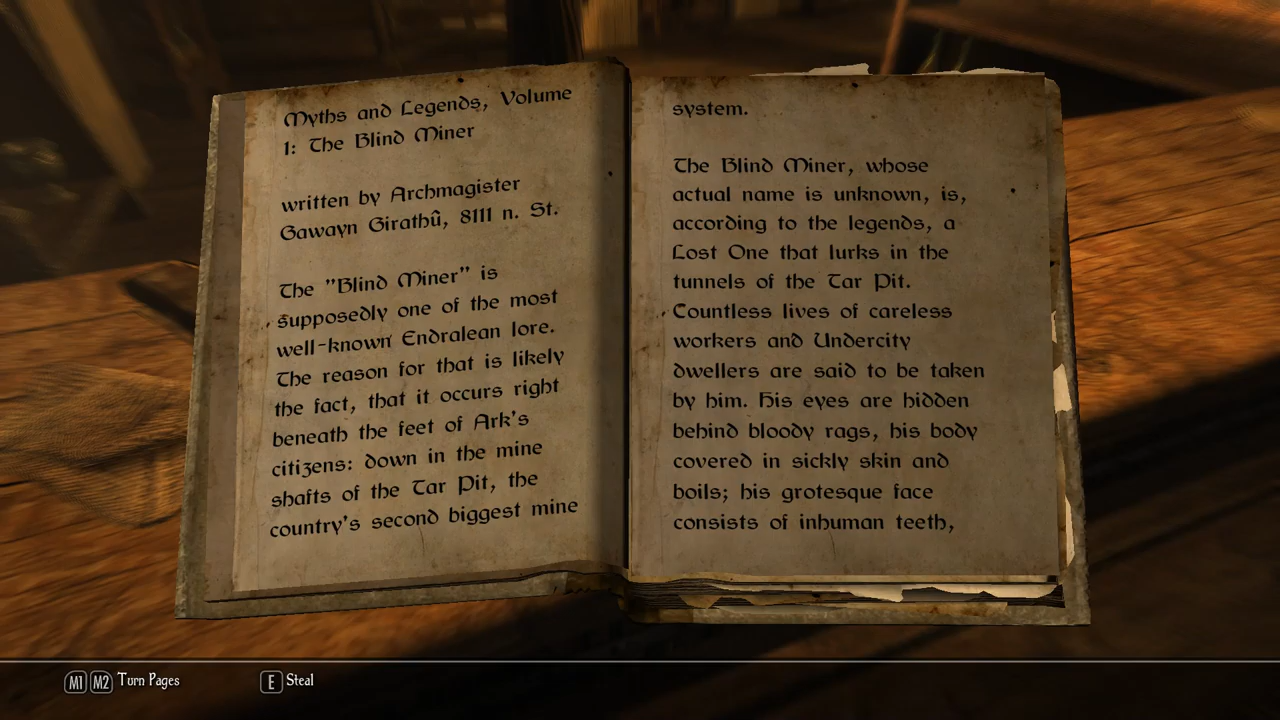 Myths and Legends, Volume
1: The Blind Miner
written by Archmagister
Gawayn Girathû, 8111 n. St.
The "Blind Miner" is
supposedly one of the most
well-known Endralean lore.
The reason for that is likely
the fact, that it occurs right
beneath the feet of Ark's
citizens: down in the mine
shafts of the Tar Pit, the
country's second biggest mine
system.
The Blind Miner, whose
actual name is unknown, is,
according to the legends, a
Lost One that lurks in the
tunnels of the Tar Pit.
Countless lives of careless
workers and Undercity
dwellers are said to be taken
by him. His eyes are hidden
behind bloody rags, his body
covered in sickly skin and
boils; his grotesque face
consists of inhuman teeth,
M1 M2 Turn Pages
E Steal